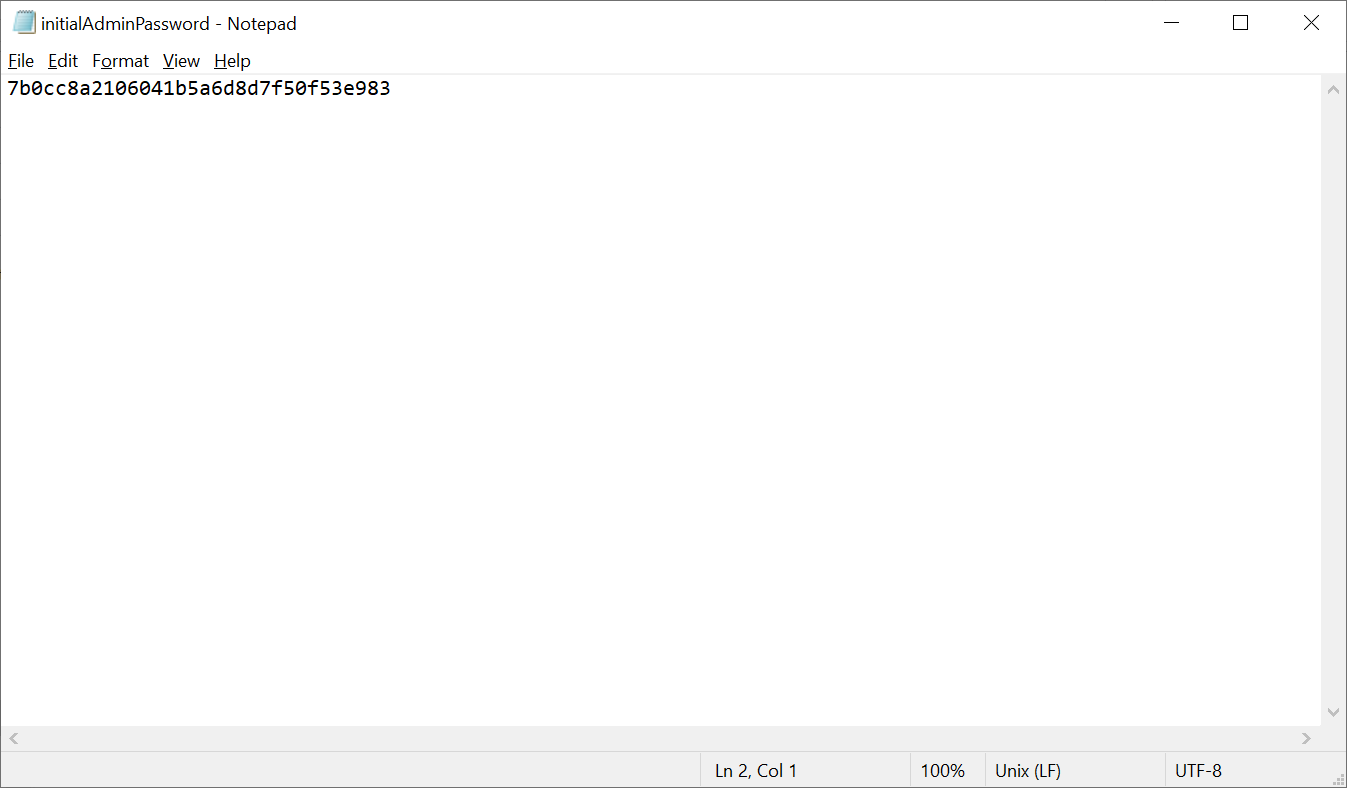 initialAdminPassword - Notepad
File Edit Format View Help
7b0cc8a2106041b5a6d8d7f50f53e983
Ln 2, Col 1 100% Unix (LF) UTF-8